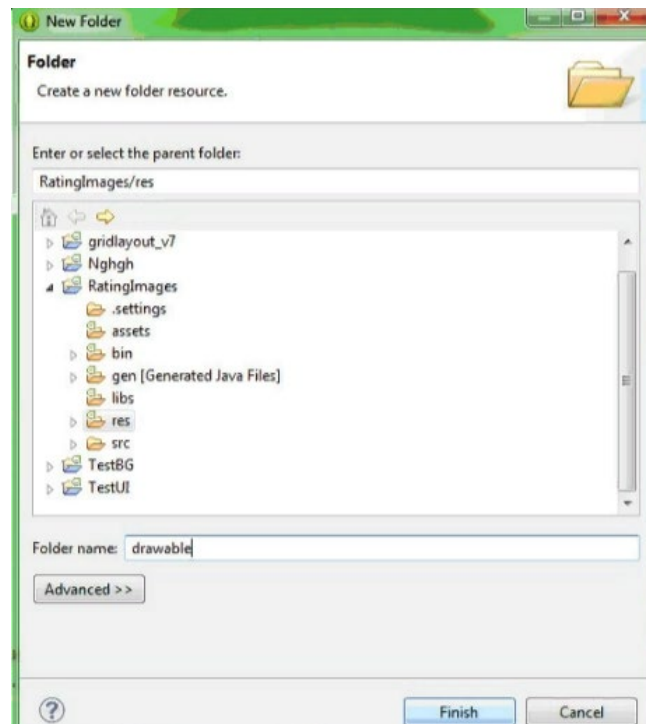 New Folder
Folder
Create a new folder resource.
Enter or select the parent folder:
RatingImages/res
gridlayout_v7
Nghgh
RatingImages
.settings
assets
bin
gen [Generated Java Files]
libs
res
src
TestBG
TestUI
Folder name: drawable
Advanced >>
Finish Cancel